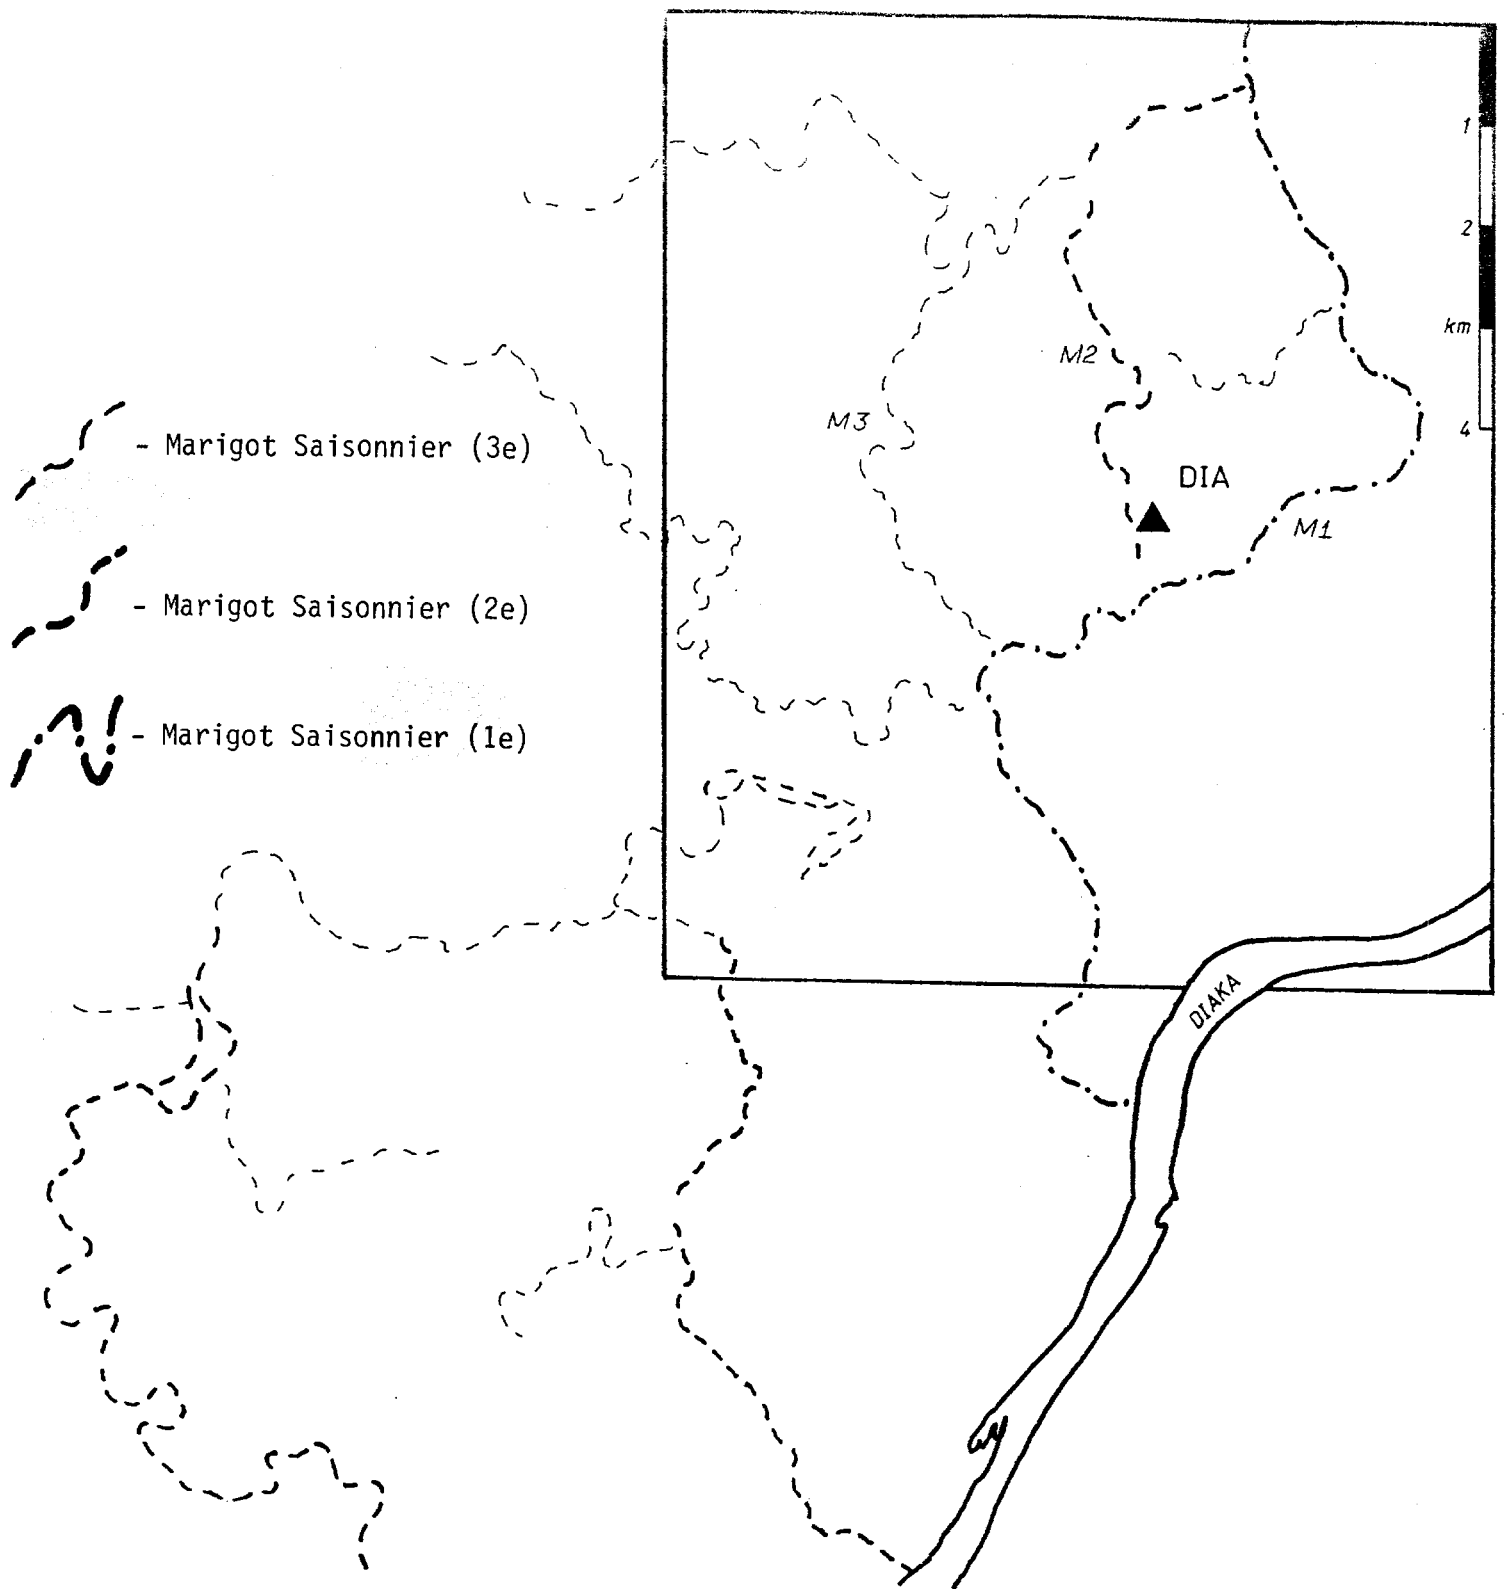 1
2
km
4
M2
M3
DIA
M1
- Marigot Saisonnier (3e)
- Marigot Saisonnier (2e)
- Marigot Saisonnier (1e)
DIAKA